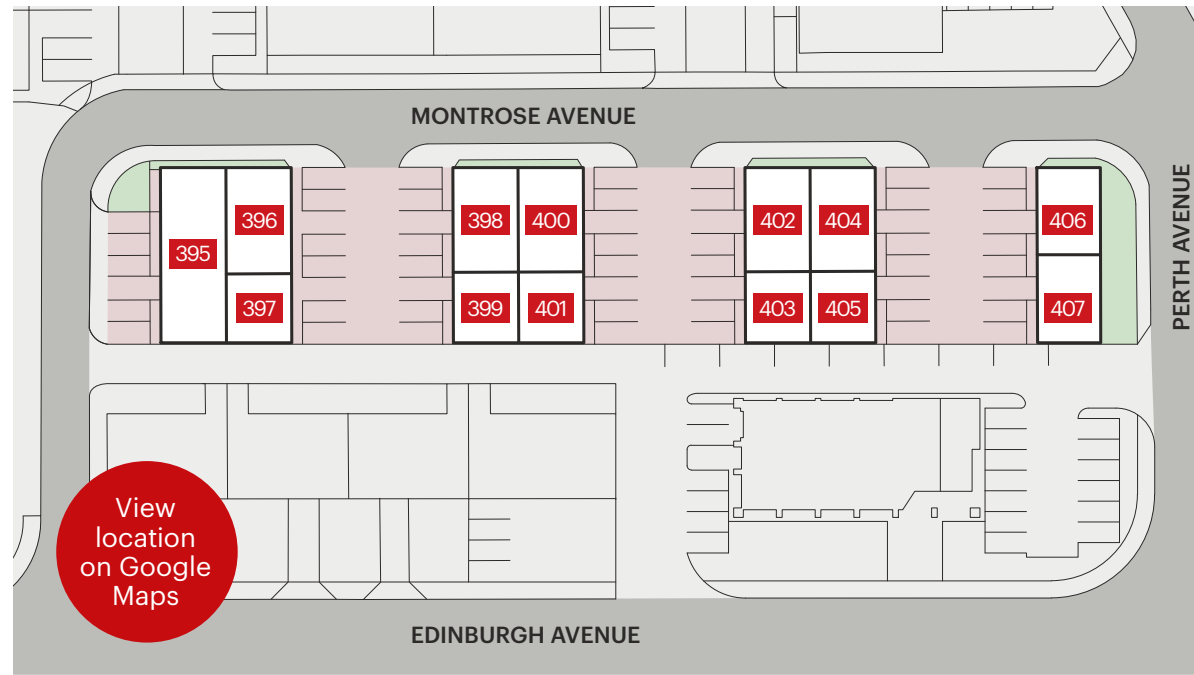 MONTROSE AVENUE
PERTH AVENUE
395
396
397
398
400
399
401
402
404
403
405
406
407
View
location
on Google
Maps
EDINBURGH AVENUE